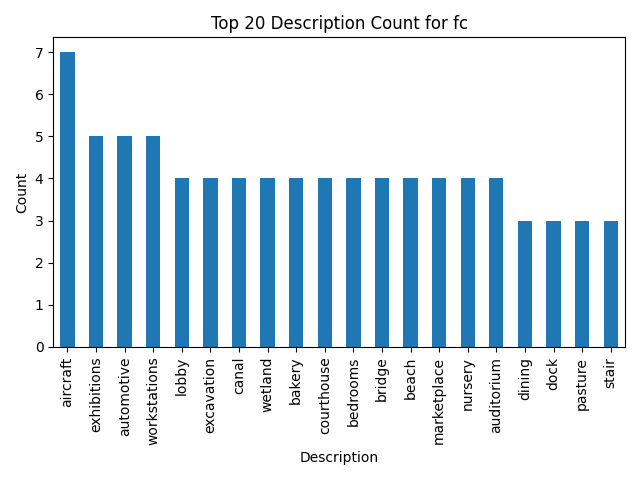 Top 20 Description Count for fc
Count
7
6
5
4
3
2
1
0
aircraft
exhibitions
automotive
workstations
lobby
excavation
canal
wetland
bakery
courthouse
bedrooms
bridge
beach
marketplace
nursery
auditorium
dining
dock
pasture
stair
Description